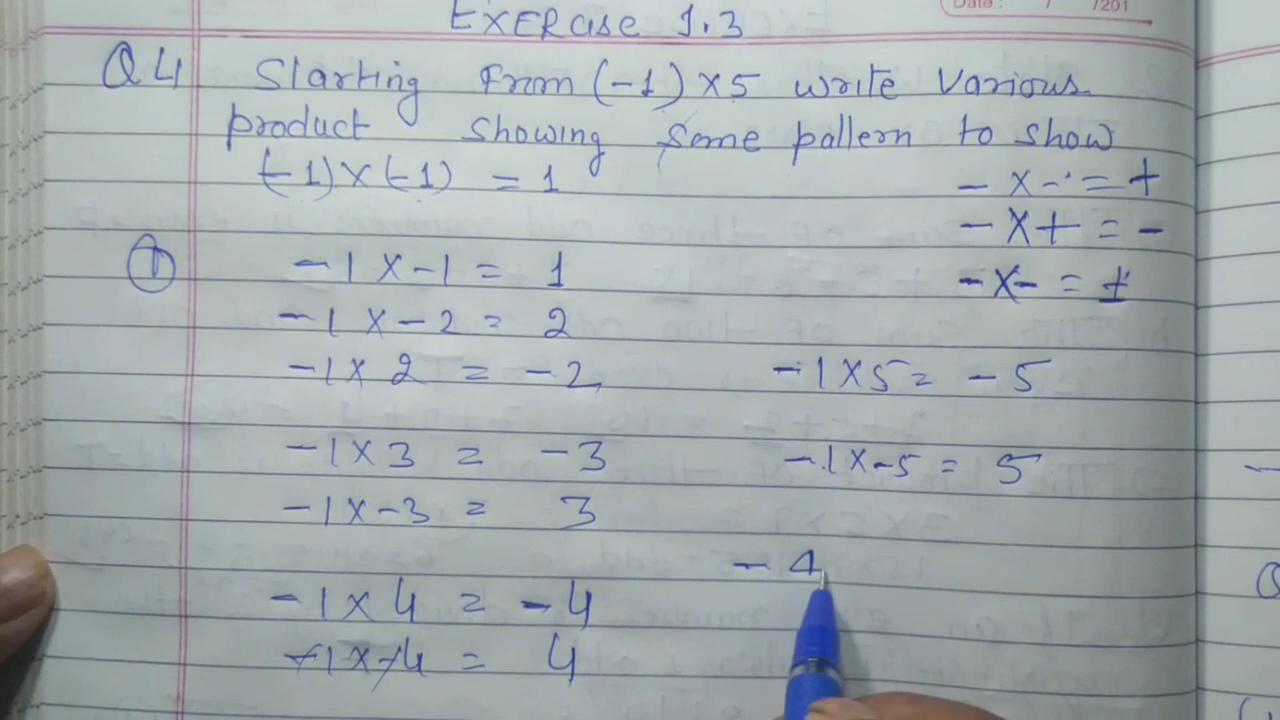 EXERCISE 1.3
Date : / /201
Q4 Starting From (-1) × 5 write various
product showing some pattern to show
(-1)×(-1) = 1
- × - = +
- × + = -
- × - = +
① -1 × -1 = 1
-1 × -2 = 2
-1 × 2 = -2
-1 × 5 = -5
-1 × 3 = -3
-1 × -5 = 5
-1 × -3 = 3
- 4
-1 × 4 = -4
-1 × -4 = 4